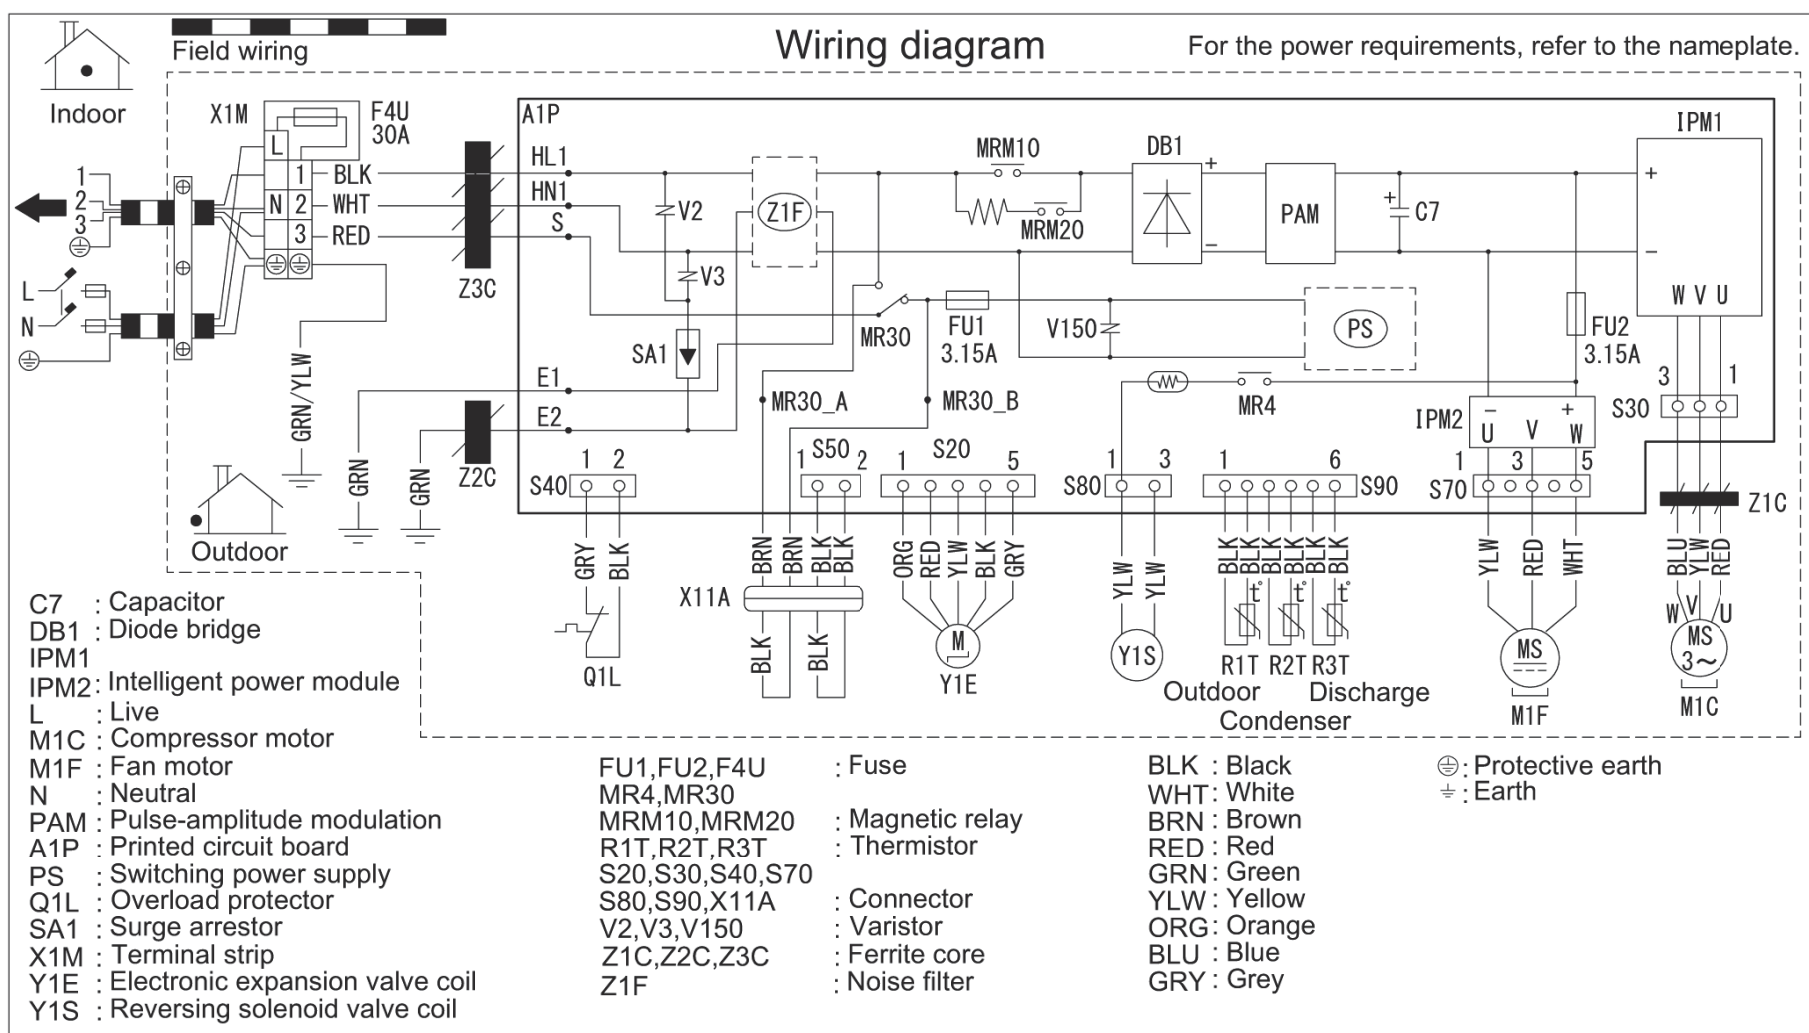 Wiring diagram
For the power requirements, refer to the nameplate.
Field wiring
Indoor
X1M
F4U
30A
A1P
IPM1
L
1 BLK
N 2 WHT
3 RED
1
2
3
L
N
Z3C
HL1
HN1
S
V2
V3
Z1F
MRM10
MRM20
DB1
+
−
PAM
+
C7
+
−
W V U
SA1
MR30
FU1
3.15A
V150
PS
FU2
3.15A
GRN/YLW
E1
E2
GRN
GRN
Z2C
MR30_A
MR30_B
MR4
IPM2
− +
U V W
3 1
S30
1 2
S40
1 S50 2
1 S20 5
1 3
S80
1 6
S90
1 3 5
S70
Z1C
Outdoor
GRY
BLK
BRN
BRN
BLK
BLK
ORG
RED
YLW
BLK
GRY
YLW
YLW
BLK
BLK
BLK
BLK
BLK
BLK
YLW
RED
WHT
BLU
YLW
RED
Q1L
X11A
BLK
BLK
M
Y1E
Y1S
t°
t°
t°
R1T R2T R3T
Outdoor
Discharge
Condenser
MS
M1F
W V U
MS
3~
M1C
C7 : Capacitor
DB1 : Diode bridge
IPM1
IPM2 : Intelligent power module
L : Live
M1C : Compressor motor
M1F : Fan motor
N : Neutral
PAM : Pulse-amplitude modulation
A1P : Printed circuit board
PS : Switching power supply
Q1L : Overload protector
SA1 : Surge arrestor
X1M : Terminal strip
Y1E : Electronic expansion valve coil
Y1S : Reversing solenoid valve coil
FU1,FU2,F4U : Fuse
MR4,MR30
MRM10,MRM20 : Magnetic relay
R1T,R2T,R3T : Thermistor
S20,S30,S40,S70
S80,S90,X11A : Connector
V2,V3,V150 : Varistor
Z1C,Z2C,Z3C : Ferrite core
Z1F : Noise filter
BLK : Black
WHT : White
BRN : Brown
RED : Red
GRN : Green
YLW : Yellow
ORG : Orange
BLU : Blue
GRY : Grey
: Protective earth
: Earth